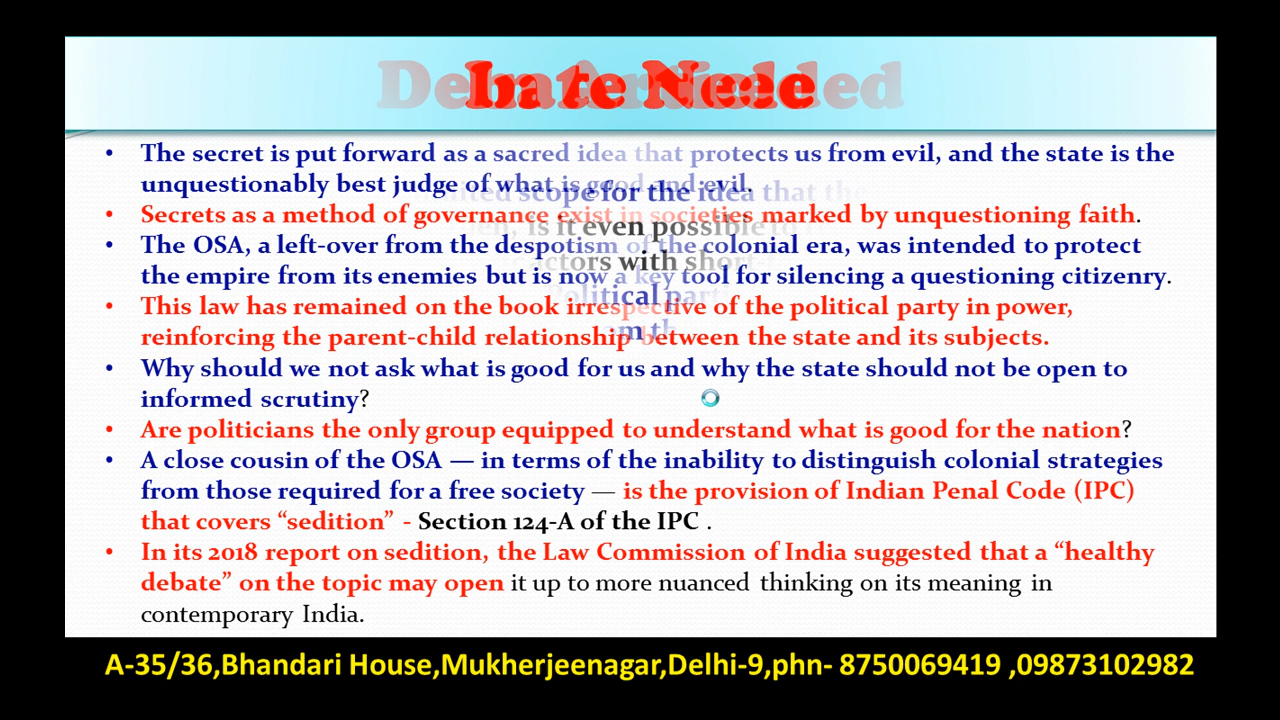 • The secret is put forward as a sacred idea that protects us from evil, and the state is the
unquestionably best judge of what is good and evil.
• Secrets as a method of governance exist in societies marked by unquestioning faith.
• The OSA, a left-over from the despotism of the colonial era, was intended to protect
the empire from its enemies but is now a key tool for silencing a questioning citizenry.
• This law has remained on the book irrespective of the political party in power,
reinforcing the parent-child relationship between the state and its subjects.
• Why should we not ask what is good for us and why the state should not be open to
informed scrutiny?
• Are politicians the only group equipped to understand what is good for the nation?
• A close cousin of the OSA — in terms of the inability to distinguish colonial strategies
from those required for a free society — is the provision of Indian Penal Code (IPC)
that covers “sedition” - Section 124-A of the IPC .
• In its 2018 report on sedition, the Law Commission of India suggested that a “healthy
debate” on the topic may open it up to more nuanced thinking on its meaning in
contemporary India.
A-35/36,Bhandari House,Mukherjeenagar,Delhi-9,phn- 8750069419 ,09873102982